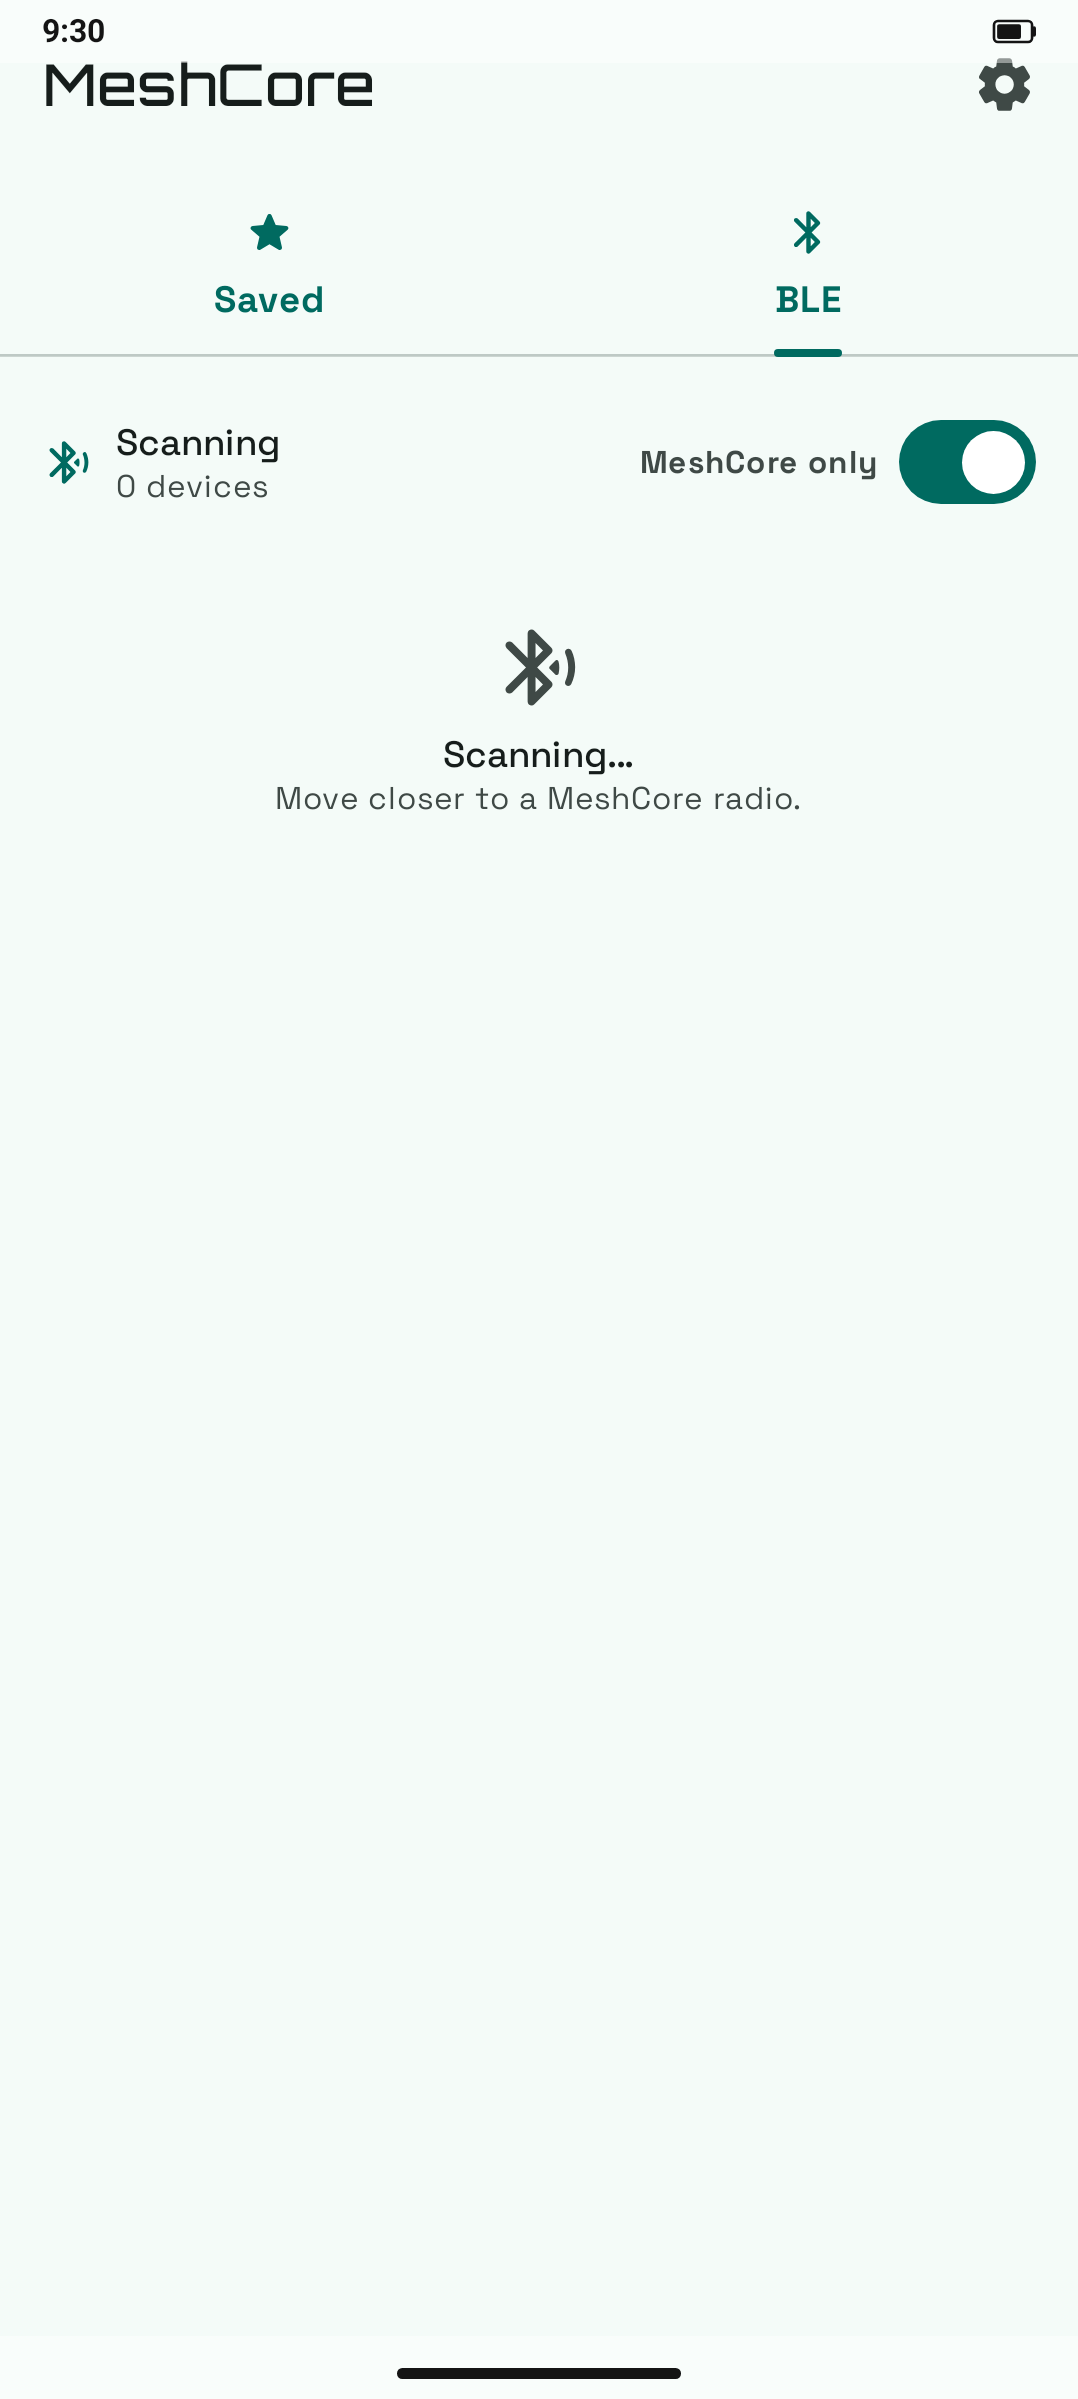 9:30
MeshCore
Saved
BLE
Scanning
0 devices
MeshCore only
Scanning...
Move closer to a MeshCore radio.